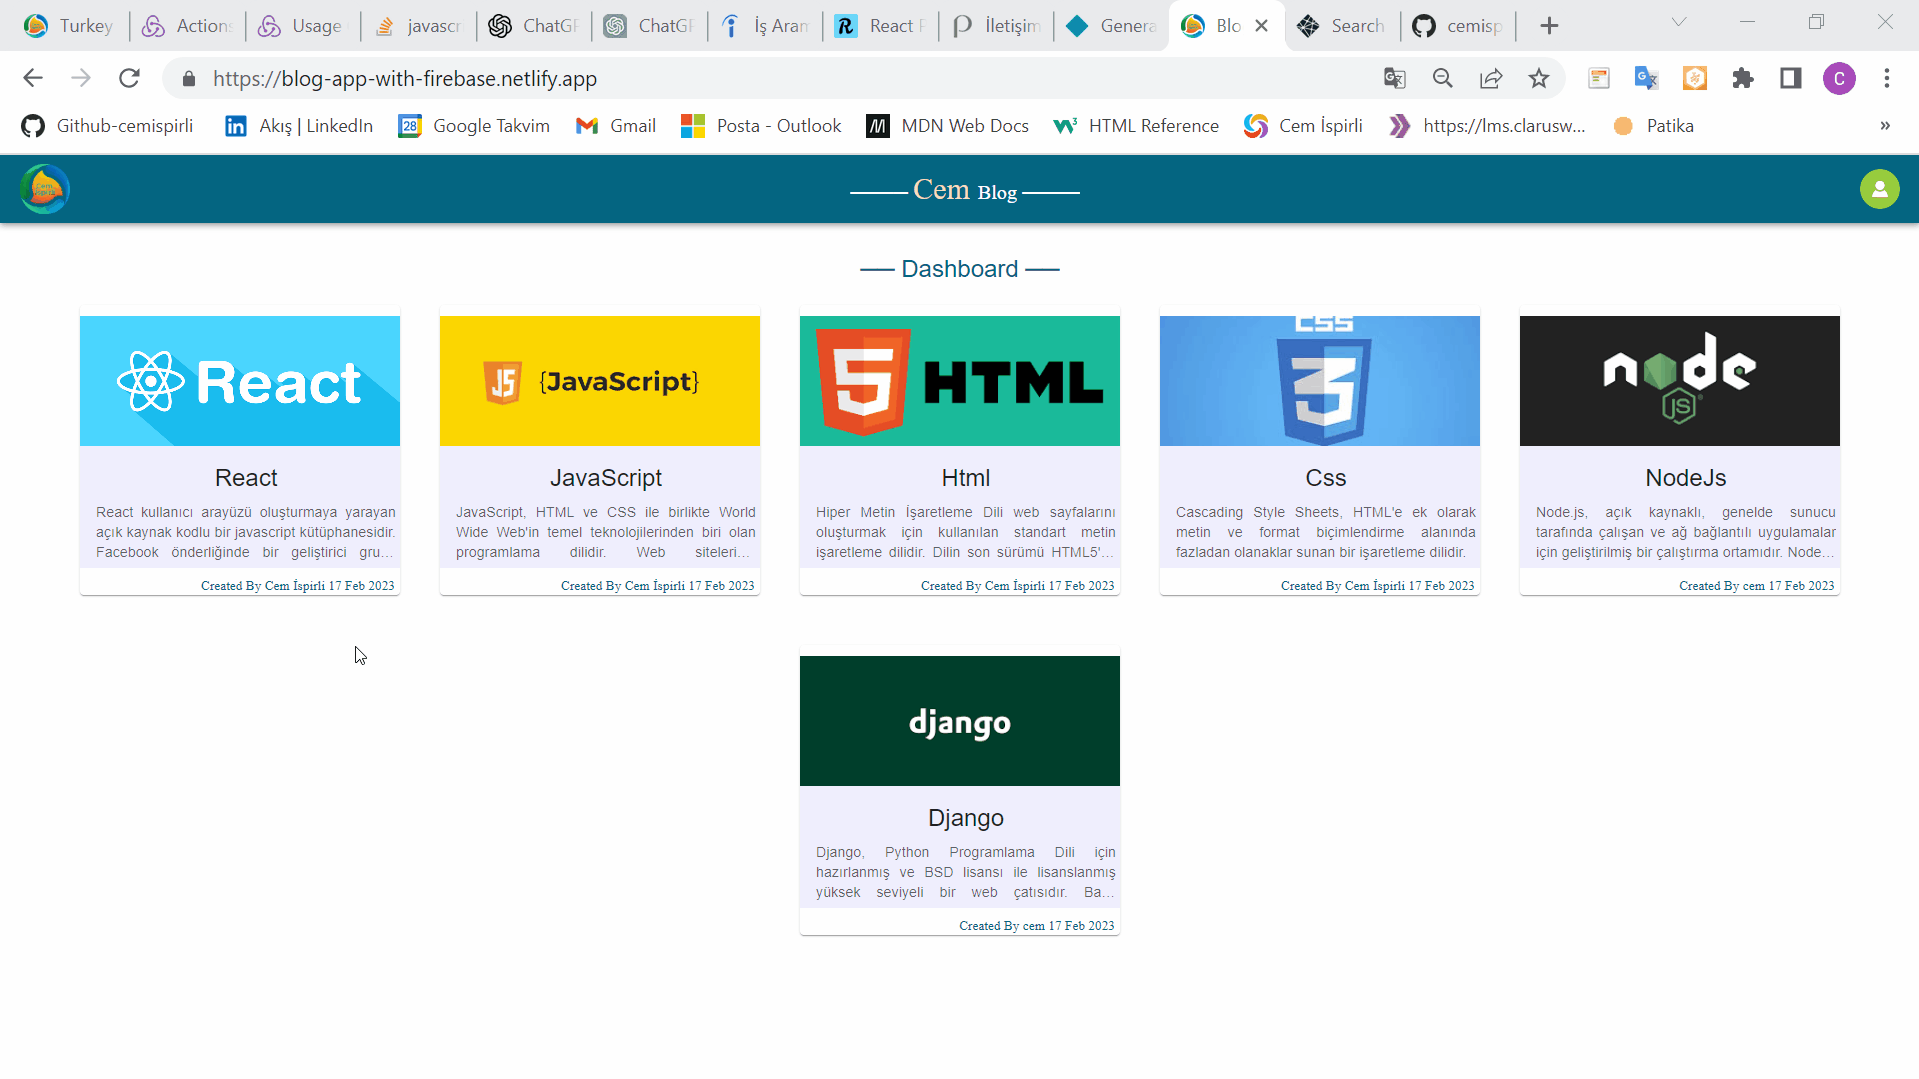 Turkey
Actions
Usage
javascr
ChatGP
ChatGP
İş Aran
React F
İletişim
Genera
Blo
Search
cemisp
https://blog-app-with-firebase.netlify.app
C
Github-cemispirli
Akış | LinkedIn
28
Google Takvim
Gmail
Posta - Outlook
MDN Web Docs
HTML Reference
Cem İspirli
https://lms.clarusw...
Patika
»
Cem Blog
Dashboard
React
React
React kullanıcı arayüzü oluşturmaya yarayan
açık kaynak kodlu bir javascript kütüphanesidir.
Facebook önderliğinde bir geliştirici gru...
Created By Cem İspirli 17 Feb 2023
JS {JavaScript}
JavaScript
JavaScript, HTML ve CSS ile birlikte World
Wide Web'in temel teknolojilerinden biri olan
programlama dilidir. Web siteleri...
Created By Cem İspirli 17 Feb 2023
5 HTML
Html
Hiper Metin İşaretleme Dili web sayfalarını
oluşturmak için kullanılan standart metin
işaretleme dilidir. Dilin son sürümü HTML5'...
Created By Cem İspirli 17 Feb 2023
CSS
3
Css
Cascading Style Sheets, HTML'e ek olarak
metin ve format biçimlendirme alanında
fazladan olanaklar sunan bir işaretleme dilidir.
Created By Cem İspirli 17 Feb 2023
node
JS
NodeJs
Node.js, açık kaynaklı, genelde sunucu
tarafında çalışan ve ağ bağlantılı uygulamalar
için geliştirilmiş bir çalıştırma ortamıdır. Node...
Created By cem 17 Feb 2023
django
Django
Django, Python Programlama Dili için
hazırlanmış ve BSD lisansı ile lisanslanmış
yüksek seviyeli bir web çatısıdır. Ba...
Created By cem 17 Feb 2023